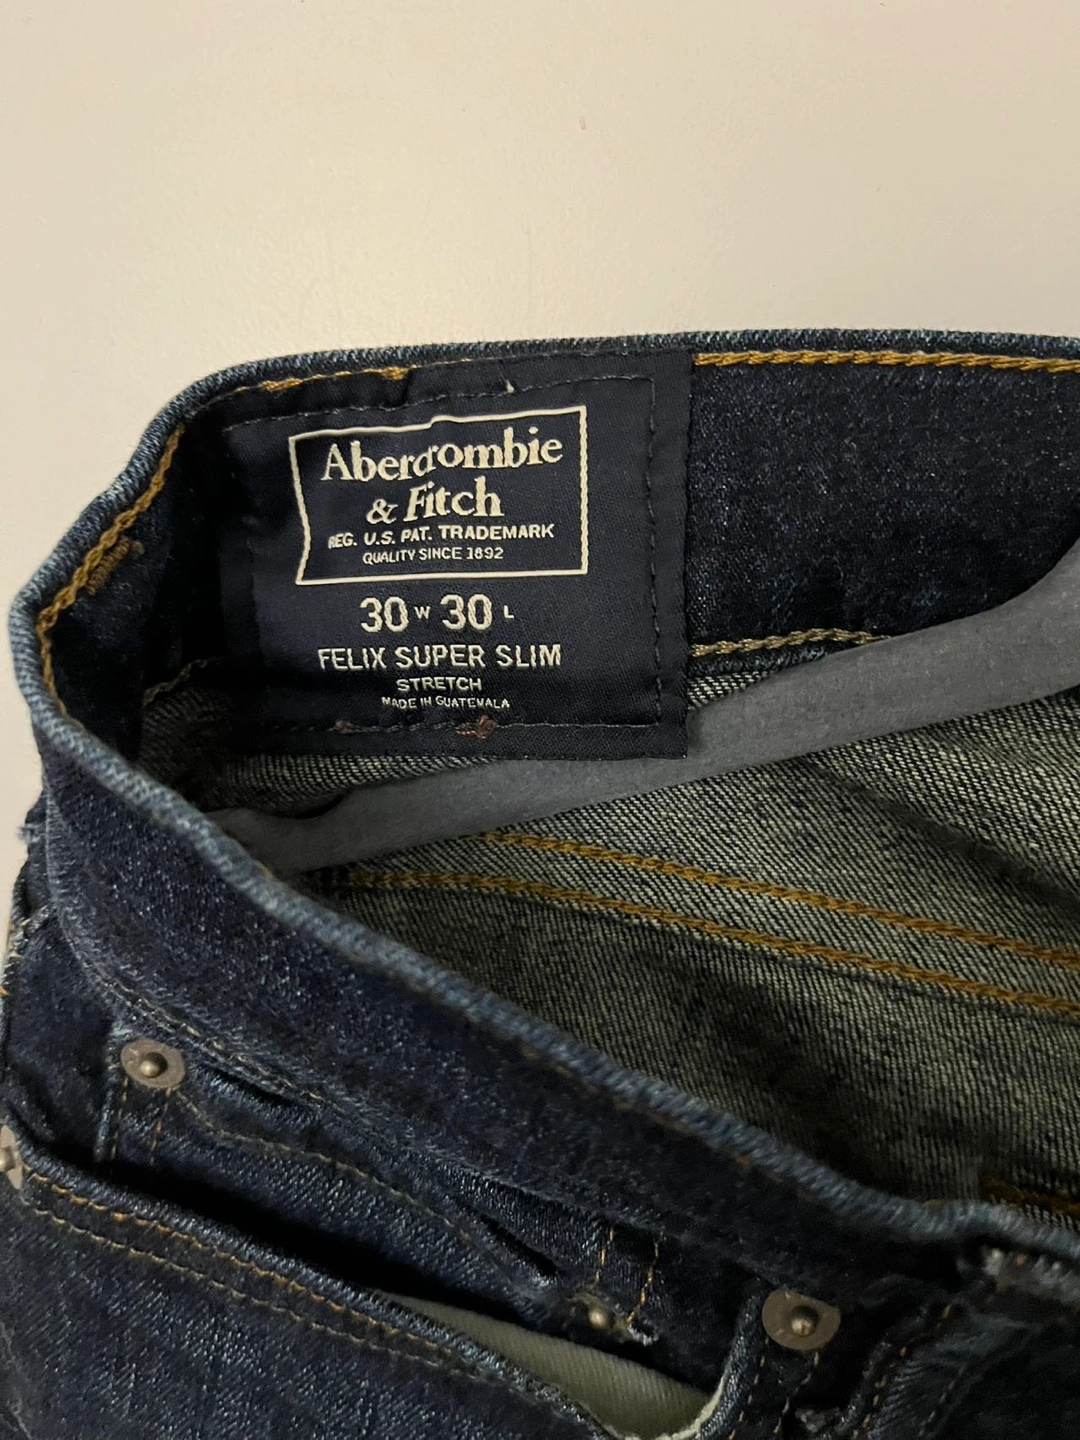 Abercrombie
& Fitch
REG. U.S. PAT. TRADEMARK
QUALITY SINCE 1892
30 W 30 L
FELIX SUPER SLIM
STRETCH
MADE IN GUATEMALA